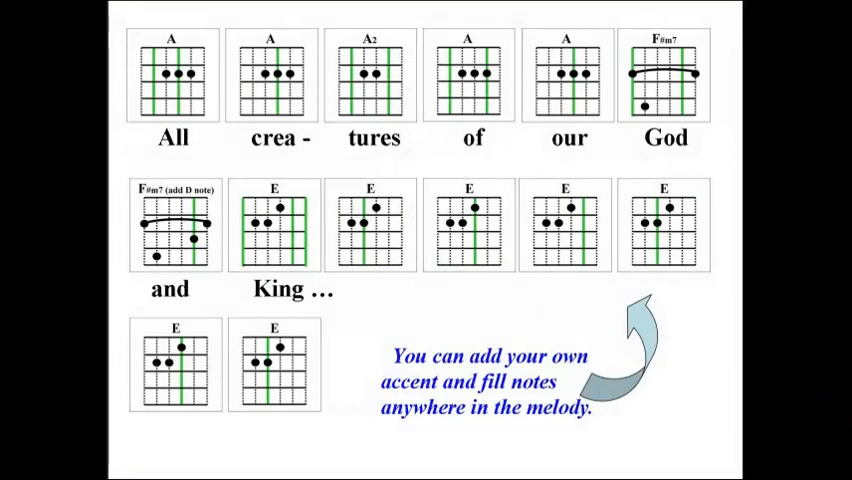 A A A2 A A F#m7
All crea - tures of our God
F#m7 (add D note) E E E E E
and King ...
E E
You can add your own
accent and fill notes
anywhere in the melody.